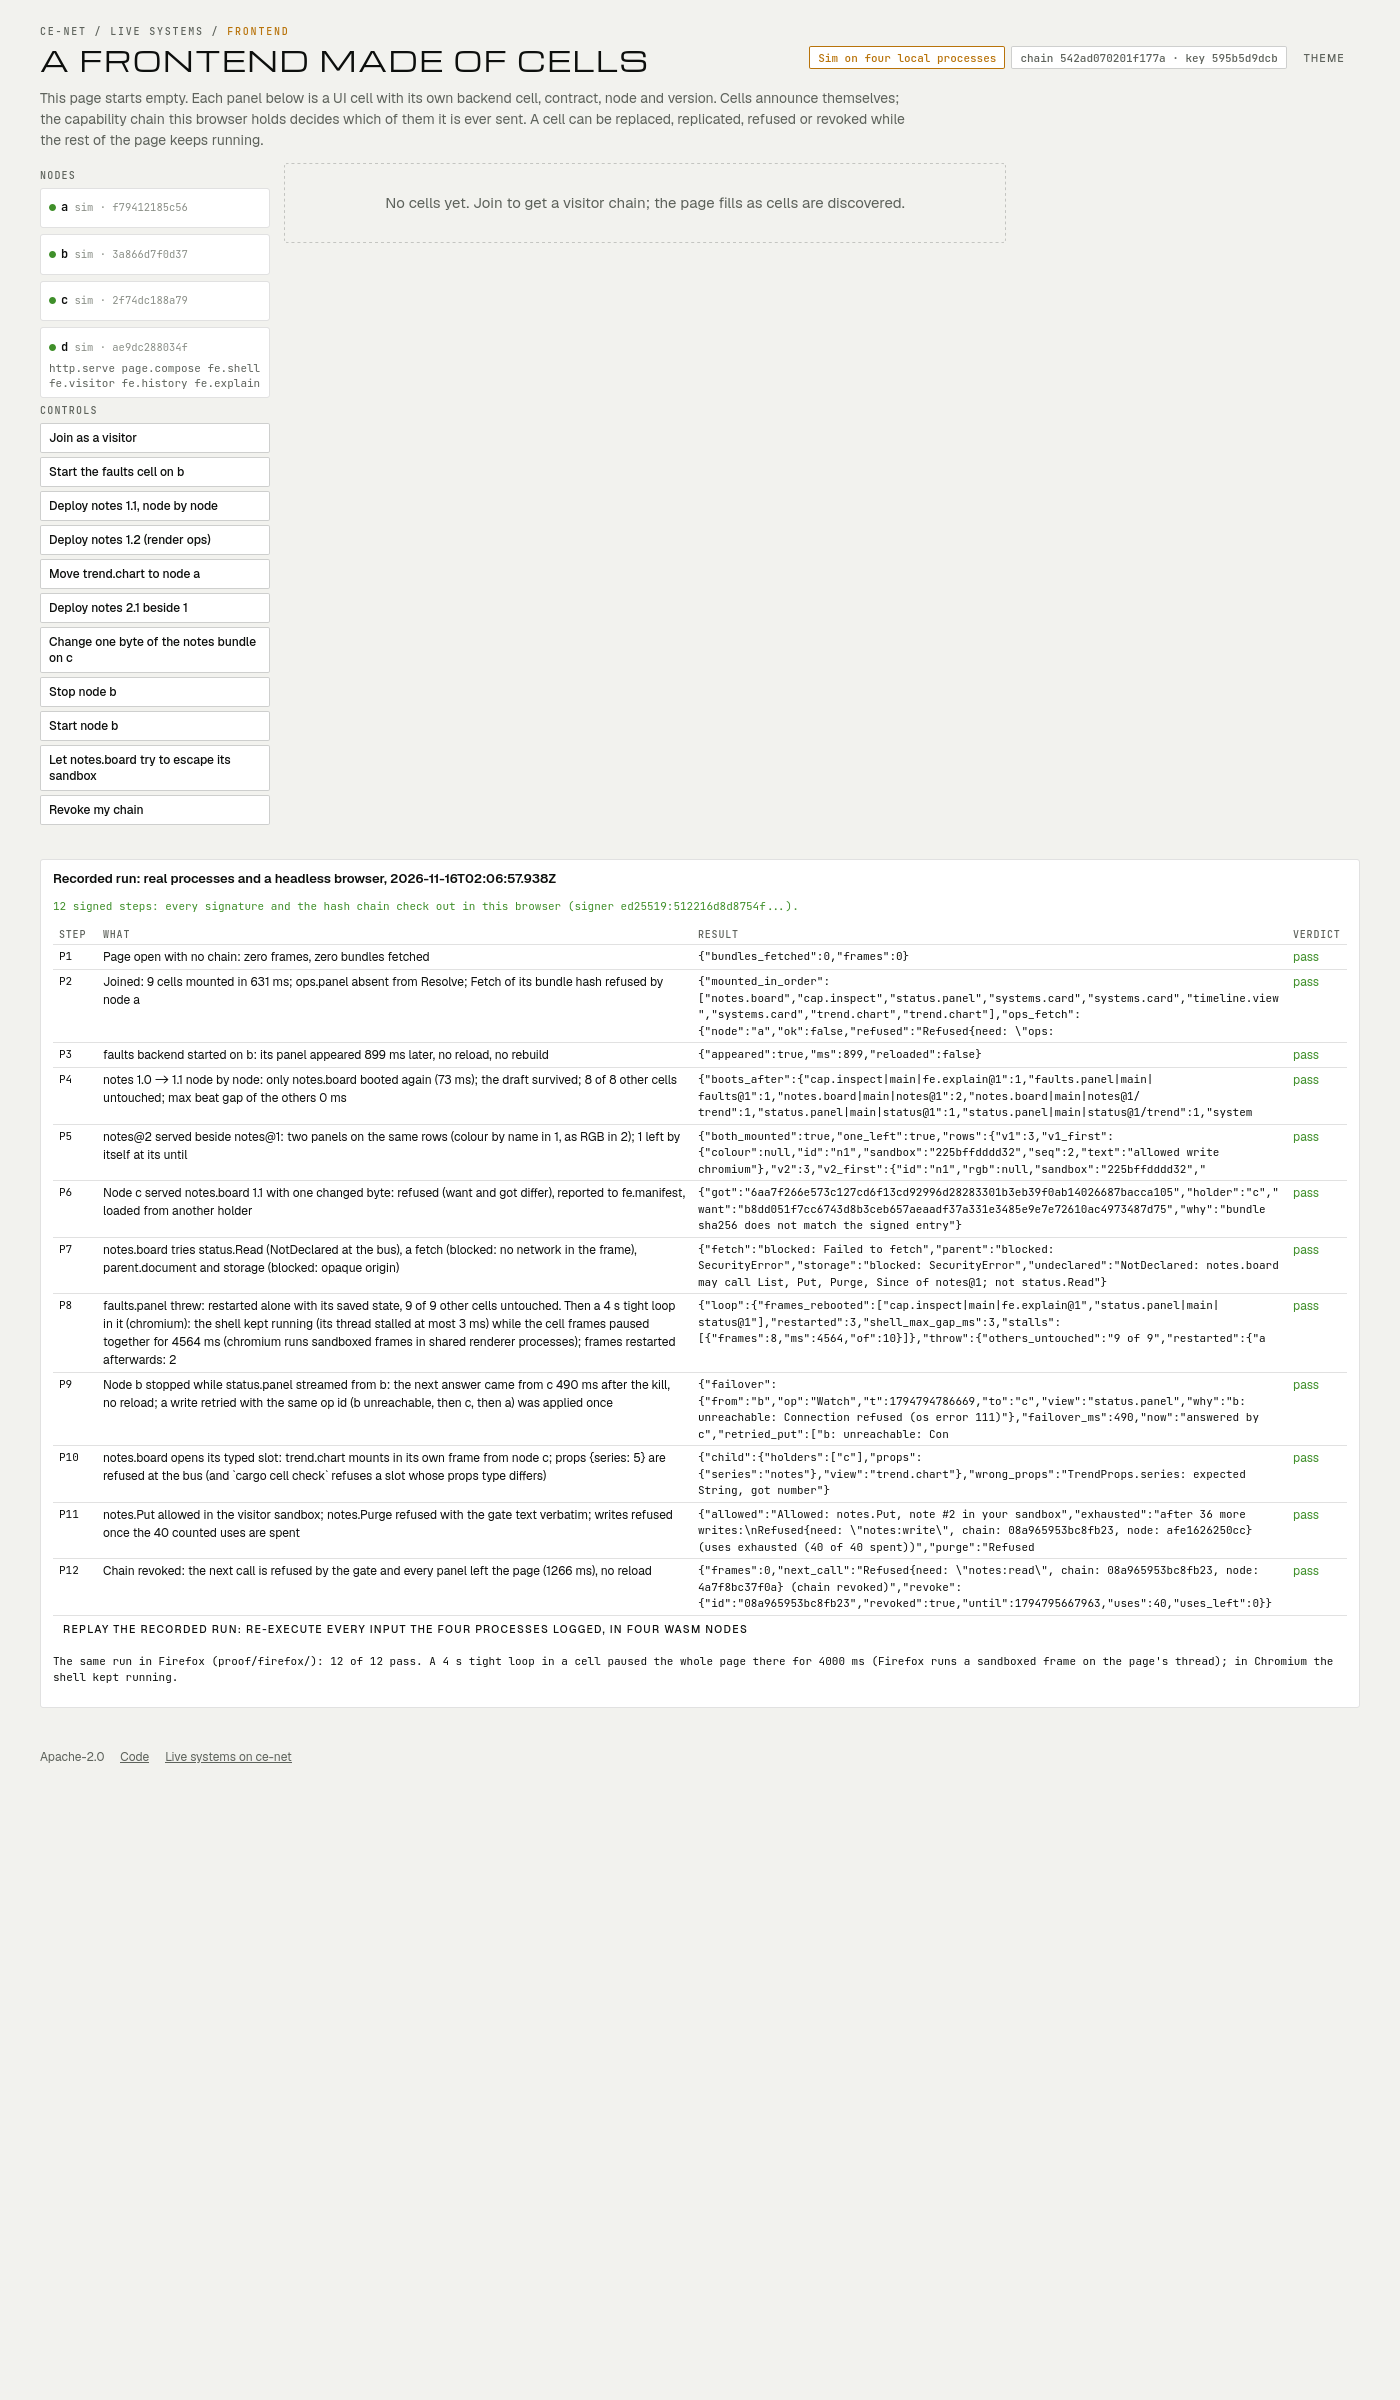 CE-NET / LIVE SYSTEMS / FRONTEND
A FRONTEND MADE OF CELLS
Sim on four local processes
chain 542ad070201f177a · key 595b5d9dcb
THEME
This page starts empty. Each panel below is a UI cell with its own backend cell, contract, node and version. Cells announce themselves;
the capability chain this browser holds decides which of them it is ever sent. A cell can be replaced, replicated, refused or revoked while
the rest of the page keeps running.
NODES
a sim · f79412185c56
b sim · 3a866d7f0d37
c sim · 2f74dc188a79
d sim · ae9dc288034f
http.serve page.compose fe.shell
fe.visitor fe.history fe.explain
No cells yet. Join to get a visitor chain; the page fills as cells are discovered.
CONTROLS
Join as a visitor
Start the faults cell on b
Deploy notes 1.1, node by node
Deploy notes 1.2 (render ops)
Move trend.chart to node a
Deploy notes 2.1 beside 1
Change one byte of the notes bundle
on c
Stop node b
Start node b
Let notes.board try to escape its
sandbox
Revoke my chain
Recorded run: real processes and a headless browser, 2026-11-16T02:06:57.938Z
12 signed steps: every signature and the hash chain check out in this browser (signer ed25519:512216d8d8754f...).
STEP WHAT RESULT VERDICT
P1 Page open with no chain: zero frames, zero bundles fetched {"bundles_fetched":0,"frames":0} pass
P2 Joined: 9 cells mounted in 631 ms; ops.panel absent from Resolve; Fetch of its bundle hash refused by
node a
{"mounted_in_order":
["notes.board","cap.inspect","status.panel","systems.card","systems.card","timeline.view
","systems.card","trend.chart","trend.chart"],"ops_fetch":
{"node":"a","ok":false,"refused":"Refused{need: \"ops:
pass
P3 faults backend started on b: its panel appeared 899 ms later, no reload, no rebuild {"appeared":true,"ms":899,"reloaded":false} pass
P4 notes 1.0 —> 1.1 node by node: only notes.board booted again (73 ms); the draft survived; 8 of 8 other cells
untouched; max beat gap of the others 0 ms
{"boots_after":{"cap.inspect|main|fe.explain@1":1,"faults.panel|main|
faults@1":1,"notes.board|main|notes@1":2,"notes.board|main|notes@1/
trend":1,"status.panel|main|status@1":1,"status.panel|main|status@1/trend":1,"system
pass
P5 notes@2 served beside notes@1: two panels on the same rows (colour by name in 1, as RGB in 2); 1 left by
itself at its until
{"both_mounted":true,"one_left":true,"rows":{"v1":3,"v1_first":
{"colour":null,"id":"n1","sandbox":"225bffdddd32","seq":2,"text":"allowed write
chromium"},"v2":3,"v2_first":{"id":"n1","rgb":null,"sandbox":"225bffdddd32","
pass
P6 Node c served notes.board 1.1 with one changed byte: refused (want and got differ), reported to fe.manifest,
loaded from another holder
{"got":"6aa7f266e573c127cd6f13cd92996d28283301b3eb39f0ab14026687bacca105","holder":"c","
want":"b8dd051f7cc6743d8b3ceb657aeaadf37a331e3485e9e7e72610ac4973487d75","why":"bundle
sha256 does not match the signed entry"}
pass
P7 notes.board tries status.Read (NotDeclared at the bus), a fetch (blocked: no network in the frame),
parent.document and storage (blocked: opaque origin)
{"fetch":"blocked: Failed to fetch","parent":"blocked:
SecurityError","storage":"blocked: SecurityError","undeclared":"NotDeclared: notes.board
may call List, Put, Purge, Since of notes@1; not status.Read"}
pass
P8 faults.panel threw: restarted alone with its saved state, 9 of 9 other cells untouched. Then a 4 s tight loop
in it (chromium): the shell kept running (its thread stalled at most 3 ms) while the cell frames paused
together for 4564 ms (chromium runs sandboxed frames in shared renderer processes); frames restarted
afterwards: 2
{"loop":{"frames_rebooted":["cap.inspect|main|fe.explain@1","status.panel|main|
status@1"],"restarted":3,"shell_max_gap_ms":3,"stalls":
[{"frames":8,"ms":4564,"of":10}]},"throw":{"others_untouched":"9 of 9","restarted":{"a
pass
P9 Node b stopped while status.panel streamed from b: the next answer came from c 490 ms after the kill,
no reload; a write retried with the same op id (b unreachable, then c, then a) was applied once
{"failover":
{"from":"b","op":"Watch","t":1794794786669,"to":"c","view":"status.panel","why":"b:
unreachable: Connection refused (os error 111)"},"failover_ms":490,"now":"answered by
c","retried_put":["b: unreachable: Con
pass
P10 notes.board opens its typed slot: trend.chart mounts in its own frame from node c; props {series: 5} are
refused at the bus (and `cargo cell check` refuses a slot whose props type differs)
{"child":{"holders":["c"],"props":
{"series":"notes"},"view":"trend.chart"},"wrong_props":"TrendProps.series: expected
String, got number"}
pass
P11 notes.Put allowed in the visitor sandbox; notes.Purge refused with the gate text verbatim; writes refused
once the 40 counted uses are spent
{"allowed":"Allowed: notes.Put, note #2 in your sandbox","exhausted":"after 36 more
writes:\nRefused{need: \"notes:write\", chain: 08a965953bc8fb23, node: afe1626250cc}
(uses exhausted (40 of 40 spent))","purge":"Refused
pass
P12 Chain revoked: the next call is refused by the gate and every panel left the page (1266 ms), no reload
{"frames":0,"next_call":"Refused{need: \"notes:read\", chain: 08a965953bc8fb23, node:
4a7f8bc37f0a} (chain revoked)","revoke":
{"id":"08a965953bc8fb23","revoked":true,"until":1794795667963,"uses":40,"uses_left":0}}
pass
REPLAY THE RECORDED RUN: RE-EXECUTE EVERY INPUT THE FOUR PROCESSES LOGGED, IN FOUR WASM NODES
The same run in Firefox (proof/firefox/): 12 of 12 pass. A 4 s tight loop in a cell paused the whole page there for 4000 ms (Firefox runs a sandboxed frame on the page's thread); in Chromium the
shell kept running.
Apache-2.0 Code Live systems on ce-net